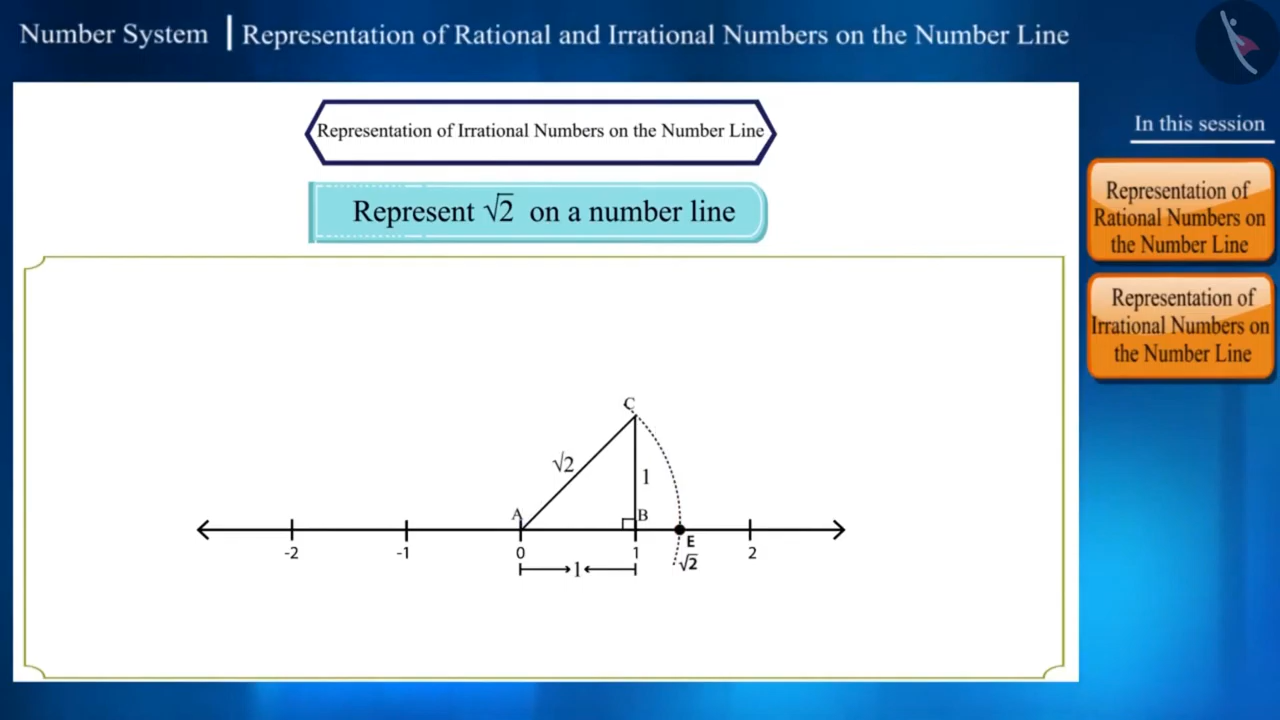 Number System | Representation of Rational and Irrational Numbers on the Number Line
In this session
Representation of
Rational Numbers on
the Number Line
Representation of
Irrational Numbers on
the Number Line
Representation of Irrational Numbers on the Number Line
Represent √2 on a number line
C
√2
1
A
B
E
-2
-1
0
1
2
√2
1